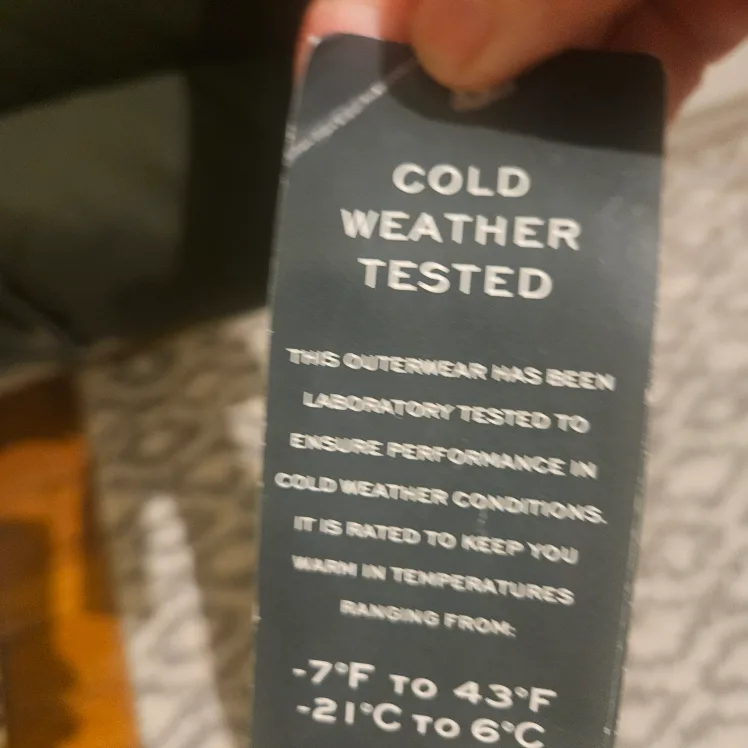 COLD
WEATHER
TESTED
THIS OUTERWEAR HAS BEEN
LABORATORY TESTED TO
ENSURE PERFORMANCE IN
COLD WEATHER CONDITIONS.
IT IS RATED TO KEEP YOU
WARM IN TEMPERATURES
RANGING FROM:
-7°F TO 43°F
-21°C TO 6°C